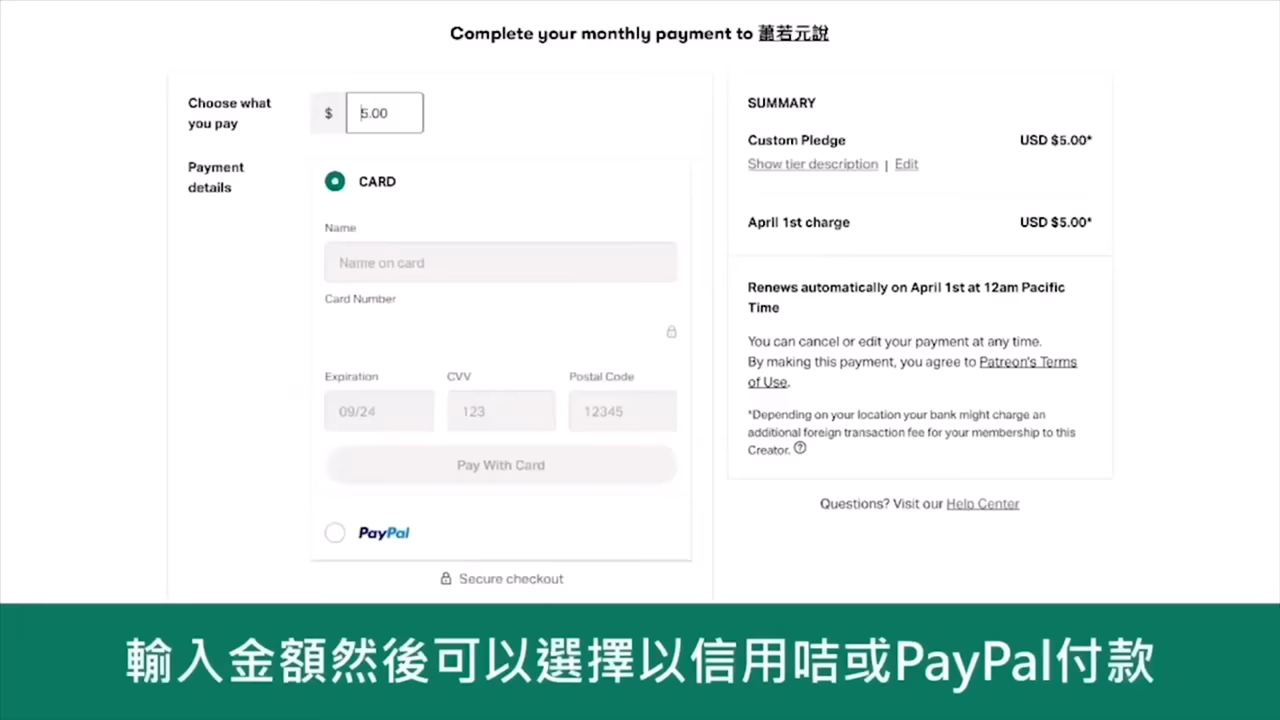 Complete your monthly payment to 蕭若元說
Choose what
you pay
$ 5.00
Payment
details
CARD
Name
Name on card
Card Number
Expiration CVV Postal Code
09/24 123 12345
Pay With Card
PayPal
Secure checkout
SUMMARY
Custom Pledge USD $5.00*
Show tier description | Edit
April 1st charge USD $5.00*
Renews automatically on April 1st at 12am Pacific
Time
You can cancel or edit your payment at any time.
By making this payment, you agree to Patreon's Terms
of Use.
*Depending on your location your bank might charge an
additional foreign transaction fee for your membership to this
Creator. ?
Questions? Visit our Help Center
輸入金額然後可以選擇以信用咭或PayPal付款